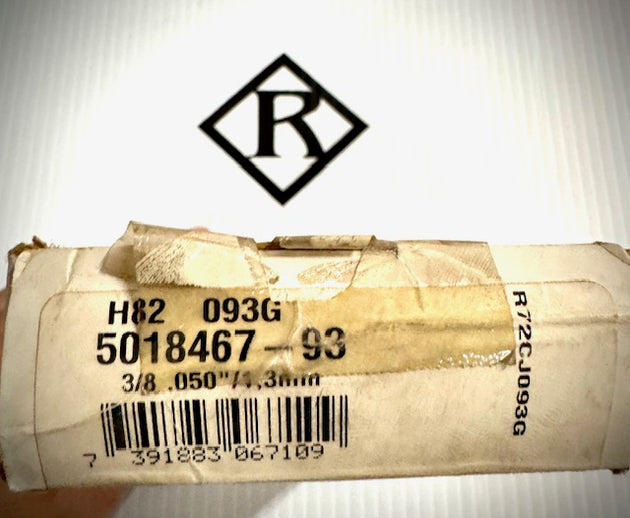 R
H82 093G
5018467-93
3/8 .050"/1,3mm
7 391883 067109
R72CJ093G